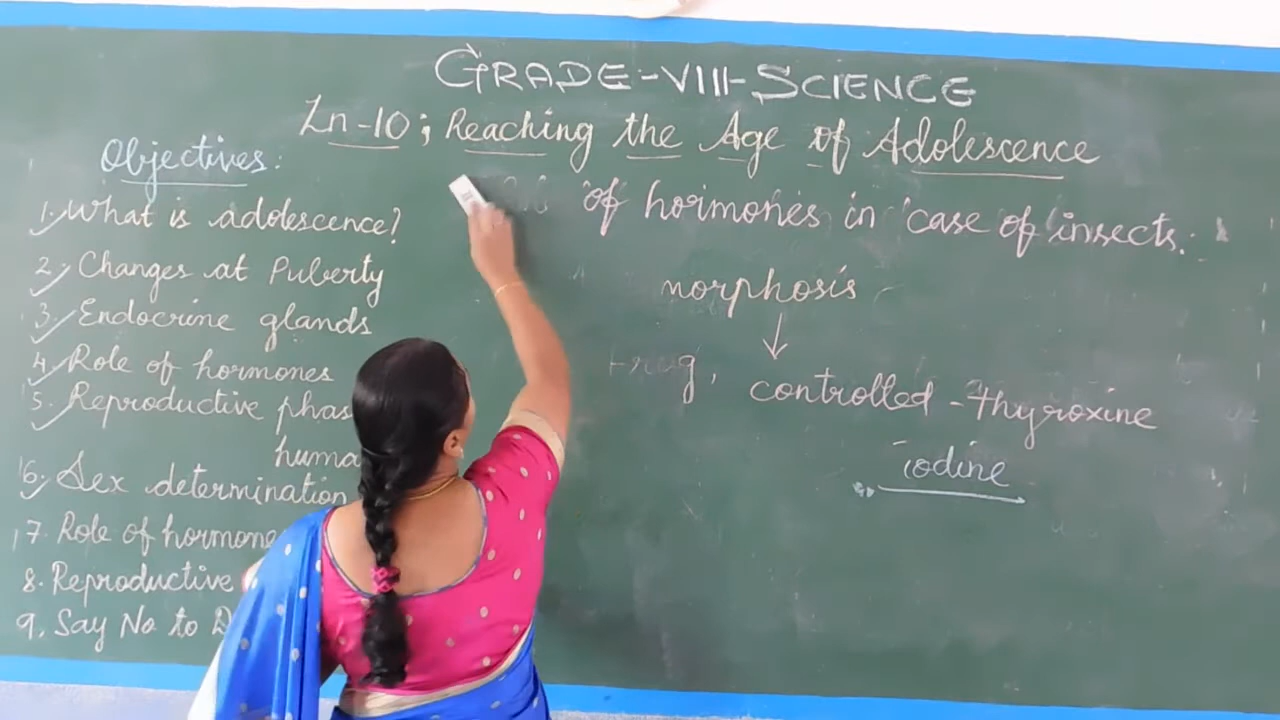 GRADE-VIII-SCIENCE
Ln-10; Reaching the Age of Adolescence
Objectives:
1. What is adolescence?
2. Changes at Puberty
3. Endocrine glands
4. Role of hormones
5. Reproductive phas
huma
6. Sex determination
7. Role of hormone
8. Reproductive
9. Say No to D
of hormones in case of insects.
morphosis
frog, controlled - Thyroxine
iodine